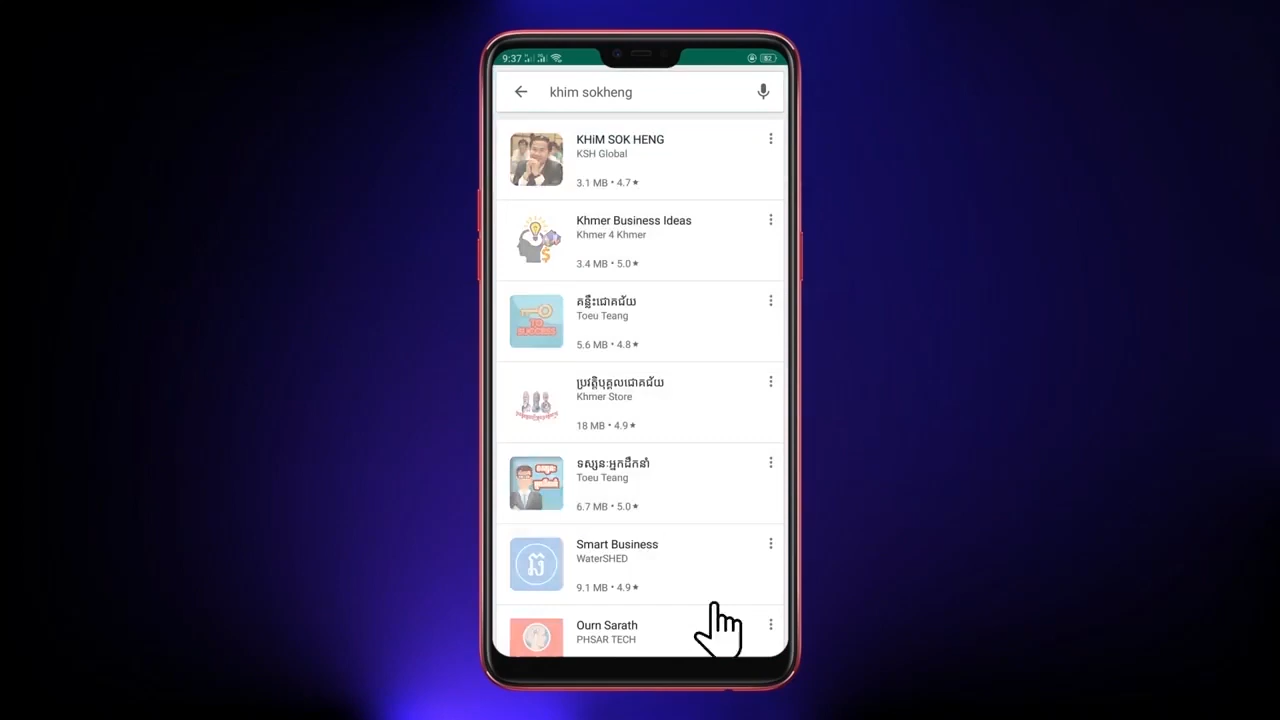 9:37
82
khim sokheng
KHiM SOK HENG
KSH Global
3.1 MB • 4.7★
Khmer Business Ideas
Khmer 4 Khmer
3.4 MB • 5.0★
គន្លឹះជោគជ័យ
Toeu Teang
TO
SUCCESS
5.6 MB • 4.8★
ប្រវត្តិបុគ្គលជោគជ័យ
Khmer Store
18 MB • 4.9★
ទស្សនៈអ្នកដឹកនាំ
Toeu Teang
6.7 MB • 5.0★
Smart Business
WaterSHED
9.1 MB • 4.9★
Ourn Sarath
PHSAR TECH